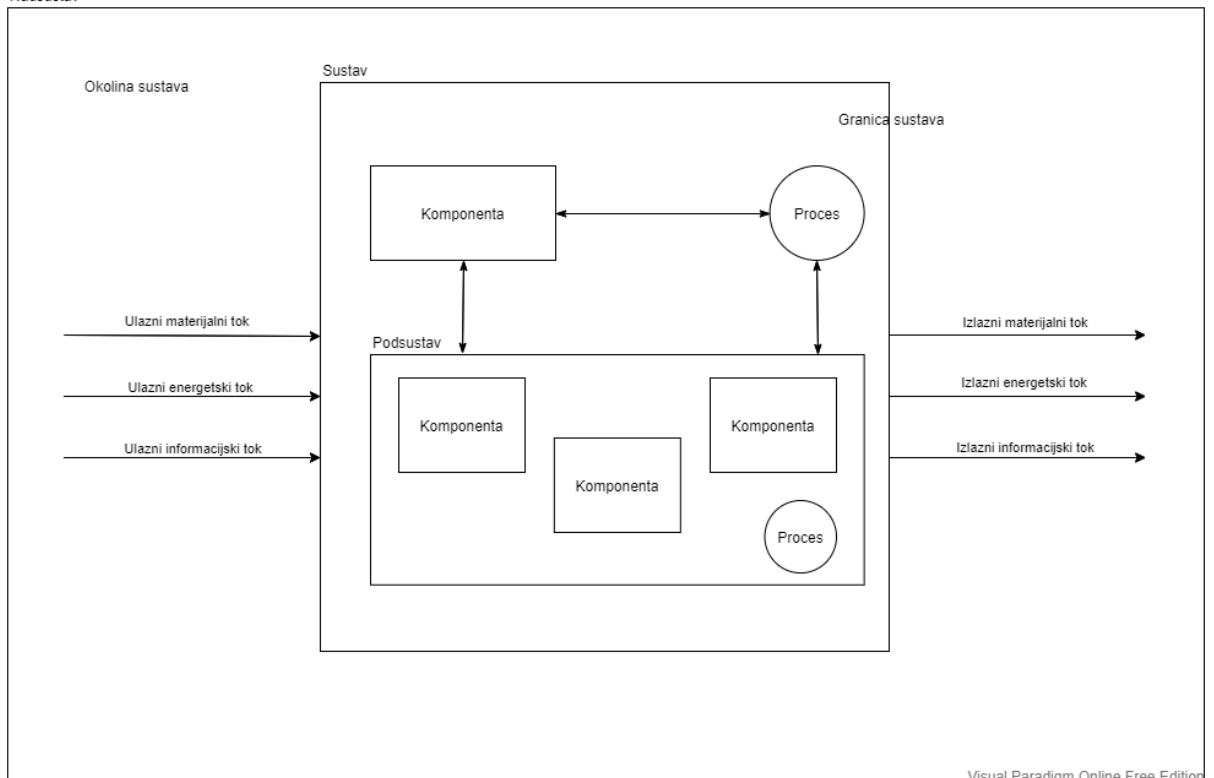 Sustav
Okolina sustava
Granica sustava
Komponenta
Proces
Ulazni materijalni tok
Izlazni materijalni tok
Podsustav
Ulazni energetski tok
Izlazni energetski tok
Komponenta
Komponenta
Ulazni informacijski tok
Izlazni informacijski tok
Komponenta
Proces
Visual Paradigm Online Free Edition